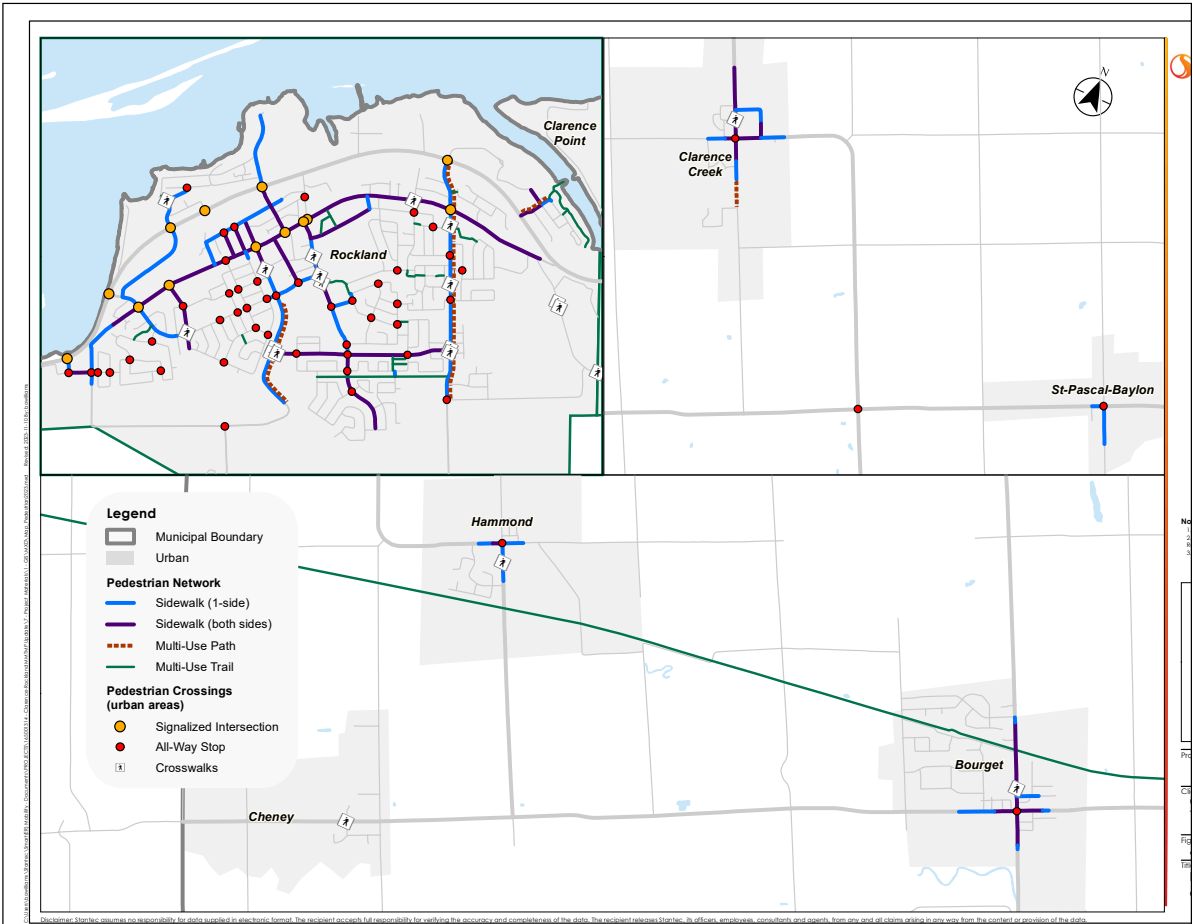 Clarence
Point
N
Clarence
Creek
Rockland
St-Pascal-Baylon
Hammond
Legend
Municipal Boundary
Urban
Pedestrian Network
Sidewalk (1-side)
Sidewalk (both sides)
Multi-Use Path
Multi-Use Trail
Pedestrian Crossings
(urban areas)
Signalized Intersection
All-Way Stop
Crosswalks
Bourget
Cheney
Disclaimer: Stantec assumes no responsibility for data supplied in electronic format. The recipient accepts full responsibility for verifying the accuracy and completeness of the data. The recipient releases Stantec, its officers, employees, consultants and agents, from any and all claims arising in any way from the content or provision of the data.